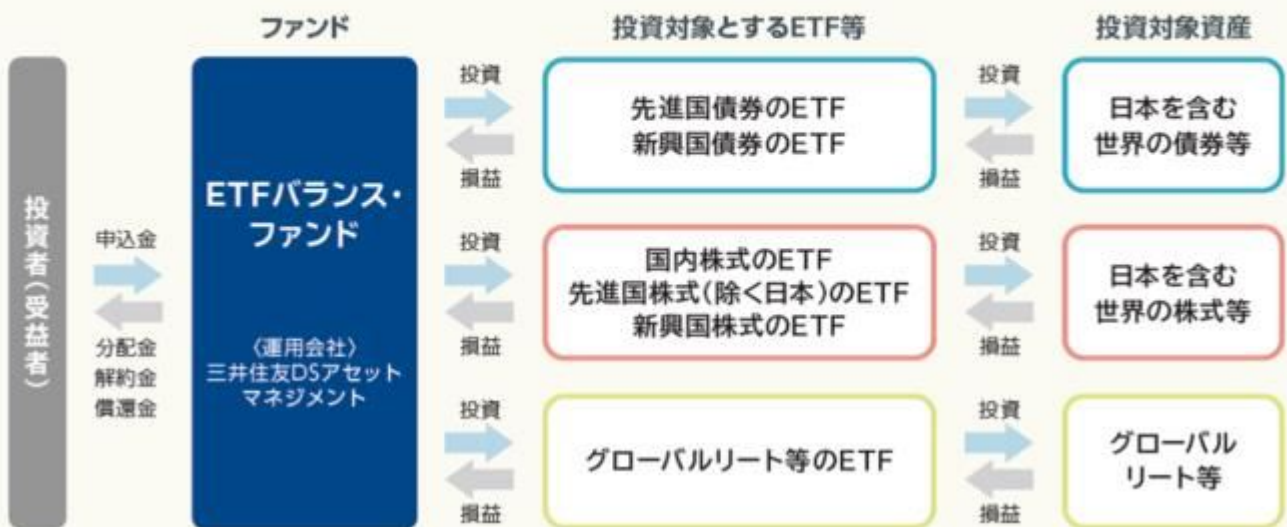 ファンド
投資対象とするETF等
投資対象資産
投資者(受益者)
申込金
分配金
解約金
償還金
ETFバランス・
ファンド
〈運用会社〉
三井住友DSアセット
マネジメント
投資
損益
先進国債券のETF
新興国債券のETF
投資
損益
日本を含む
世界の債券等
投資
損益
国内株式のETF
先進国株式(除く日本)のETF
新興国株式のETF
投資
損益
日本を含む
世界の株式等
投資
損益
グローバルリート等のETF
投資
損益
グローバル
リート等